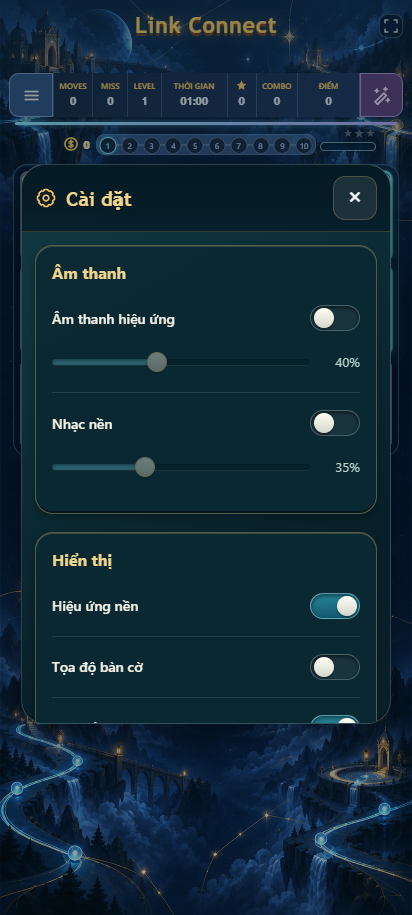 Link Connect
MOVES MISS LEVEL THỜI GIAN ★ COMBO ĐIỂM
0 0 1 01:00 0 0 0
$ 0 1 2 3 4 5 6 7 8 9 10 ★★★
Cài đặt ×
Âm thanh
Âm thanh hiệu ứng
40%
Nhạc nền
35%
Hiển thị
Hiệu ứng nền
Tọa độ bàn cờ